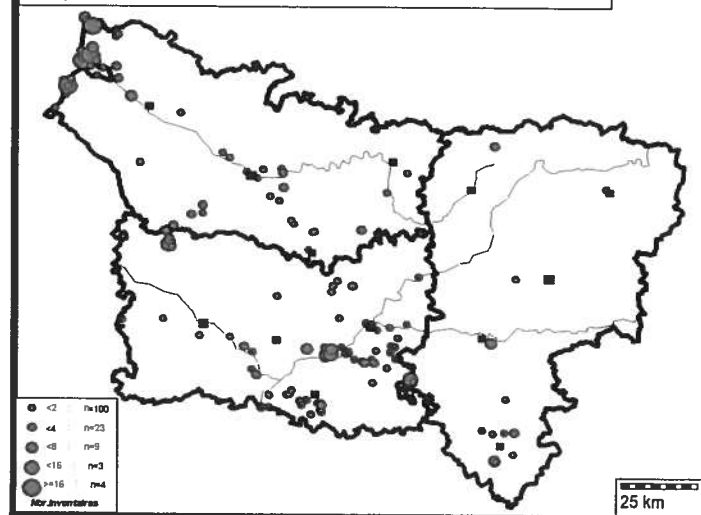 <2 n=100
<4 n=23
<8 n=9
<16 n=3
>=16 n=4
Nbr.inventaires
25 km